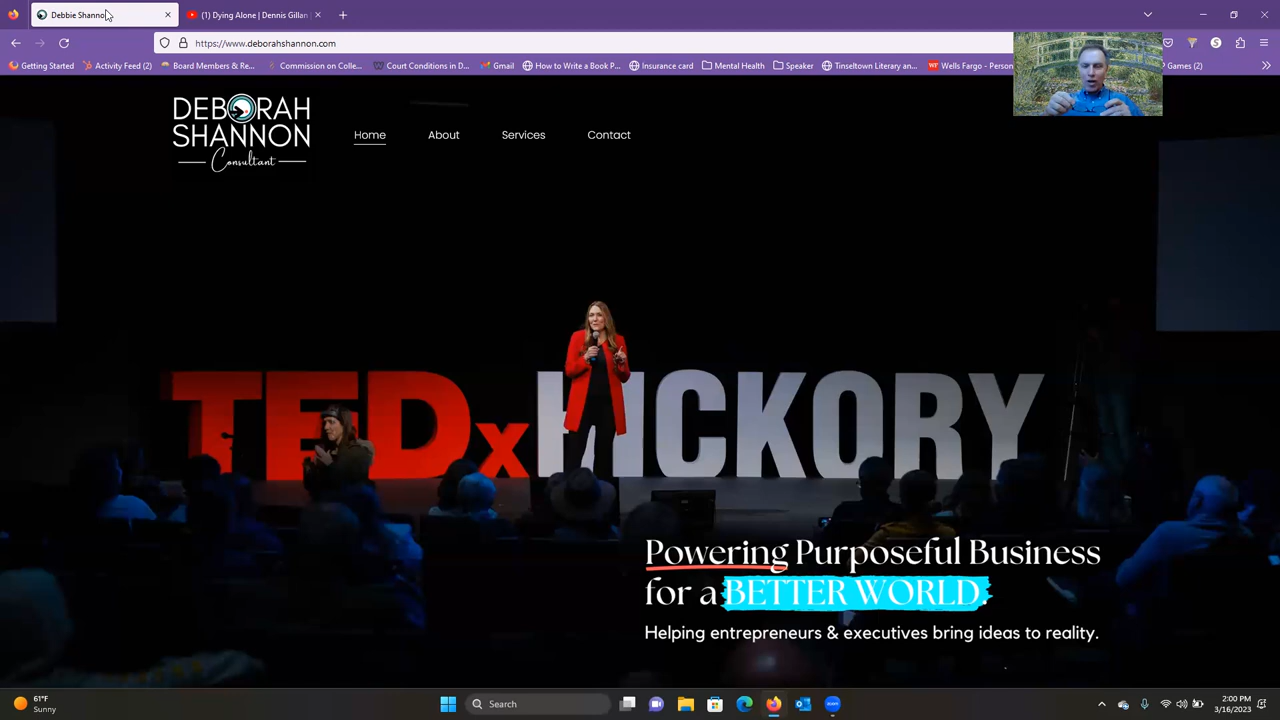 Debbie Shanno
(1) Dying Alone | Dennis Gillan |
https://www.deborahshannon.com
Getting Started
Activity Feed (2)
Board Members & Re...
Commission on Colle...
Court Conditions in D...
Gmail
How to Write a Book P...
Insurance card
Mental Health
Speaker
Tinseltown Literary an...
Wells Fargo - Person
Games (2)
DEBORAH
SHANNON
Consultant
Home
About
Services
Contact
TEDxHICKORY
Powering Purposeful Business
for a BETTER WORLD.
Helping entrepreneurs & executives bring ideas to reality.
61°F
Sunny
Search
2:00 PM
3/16/2023